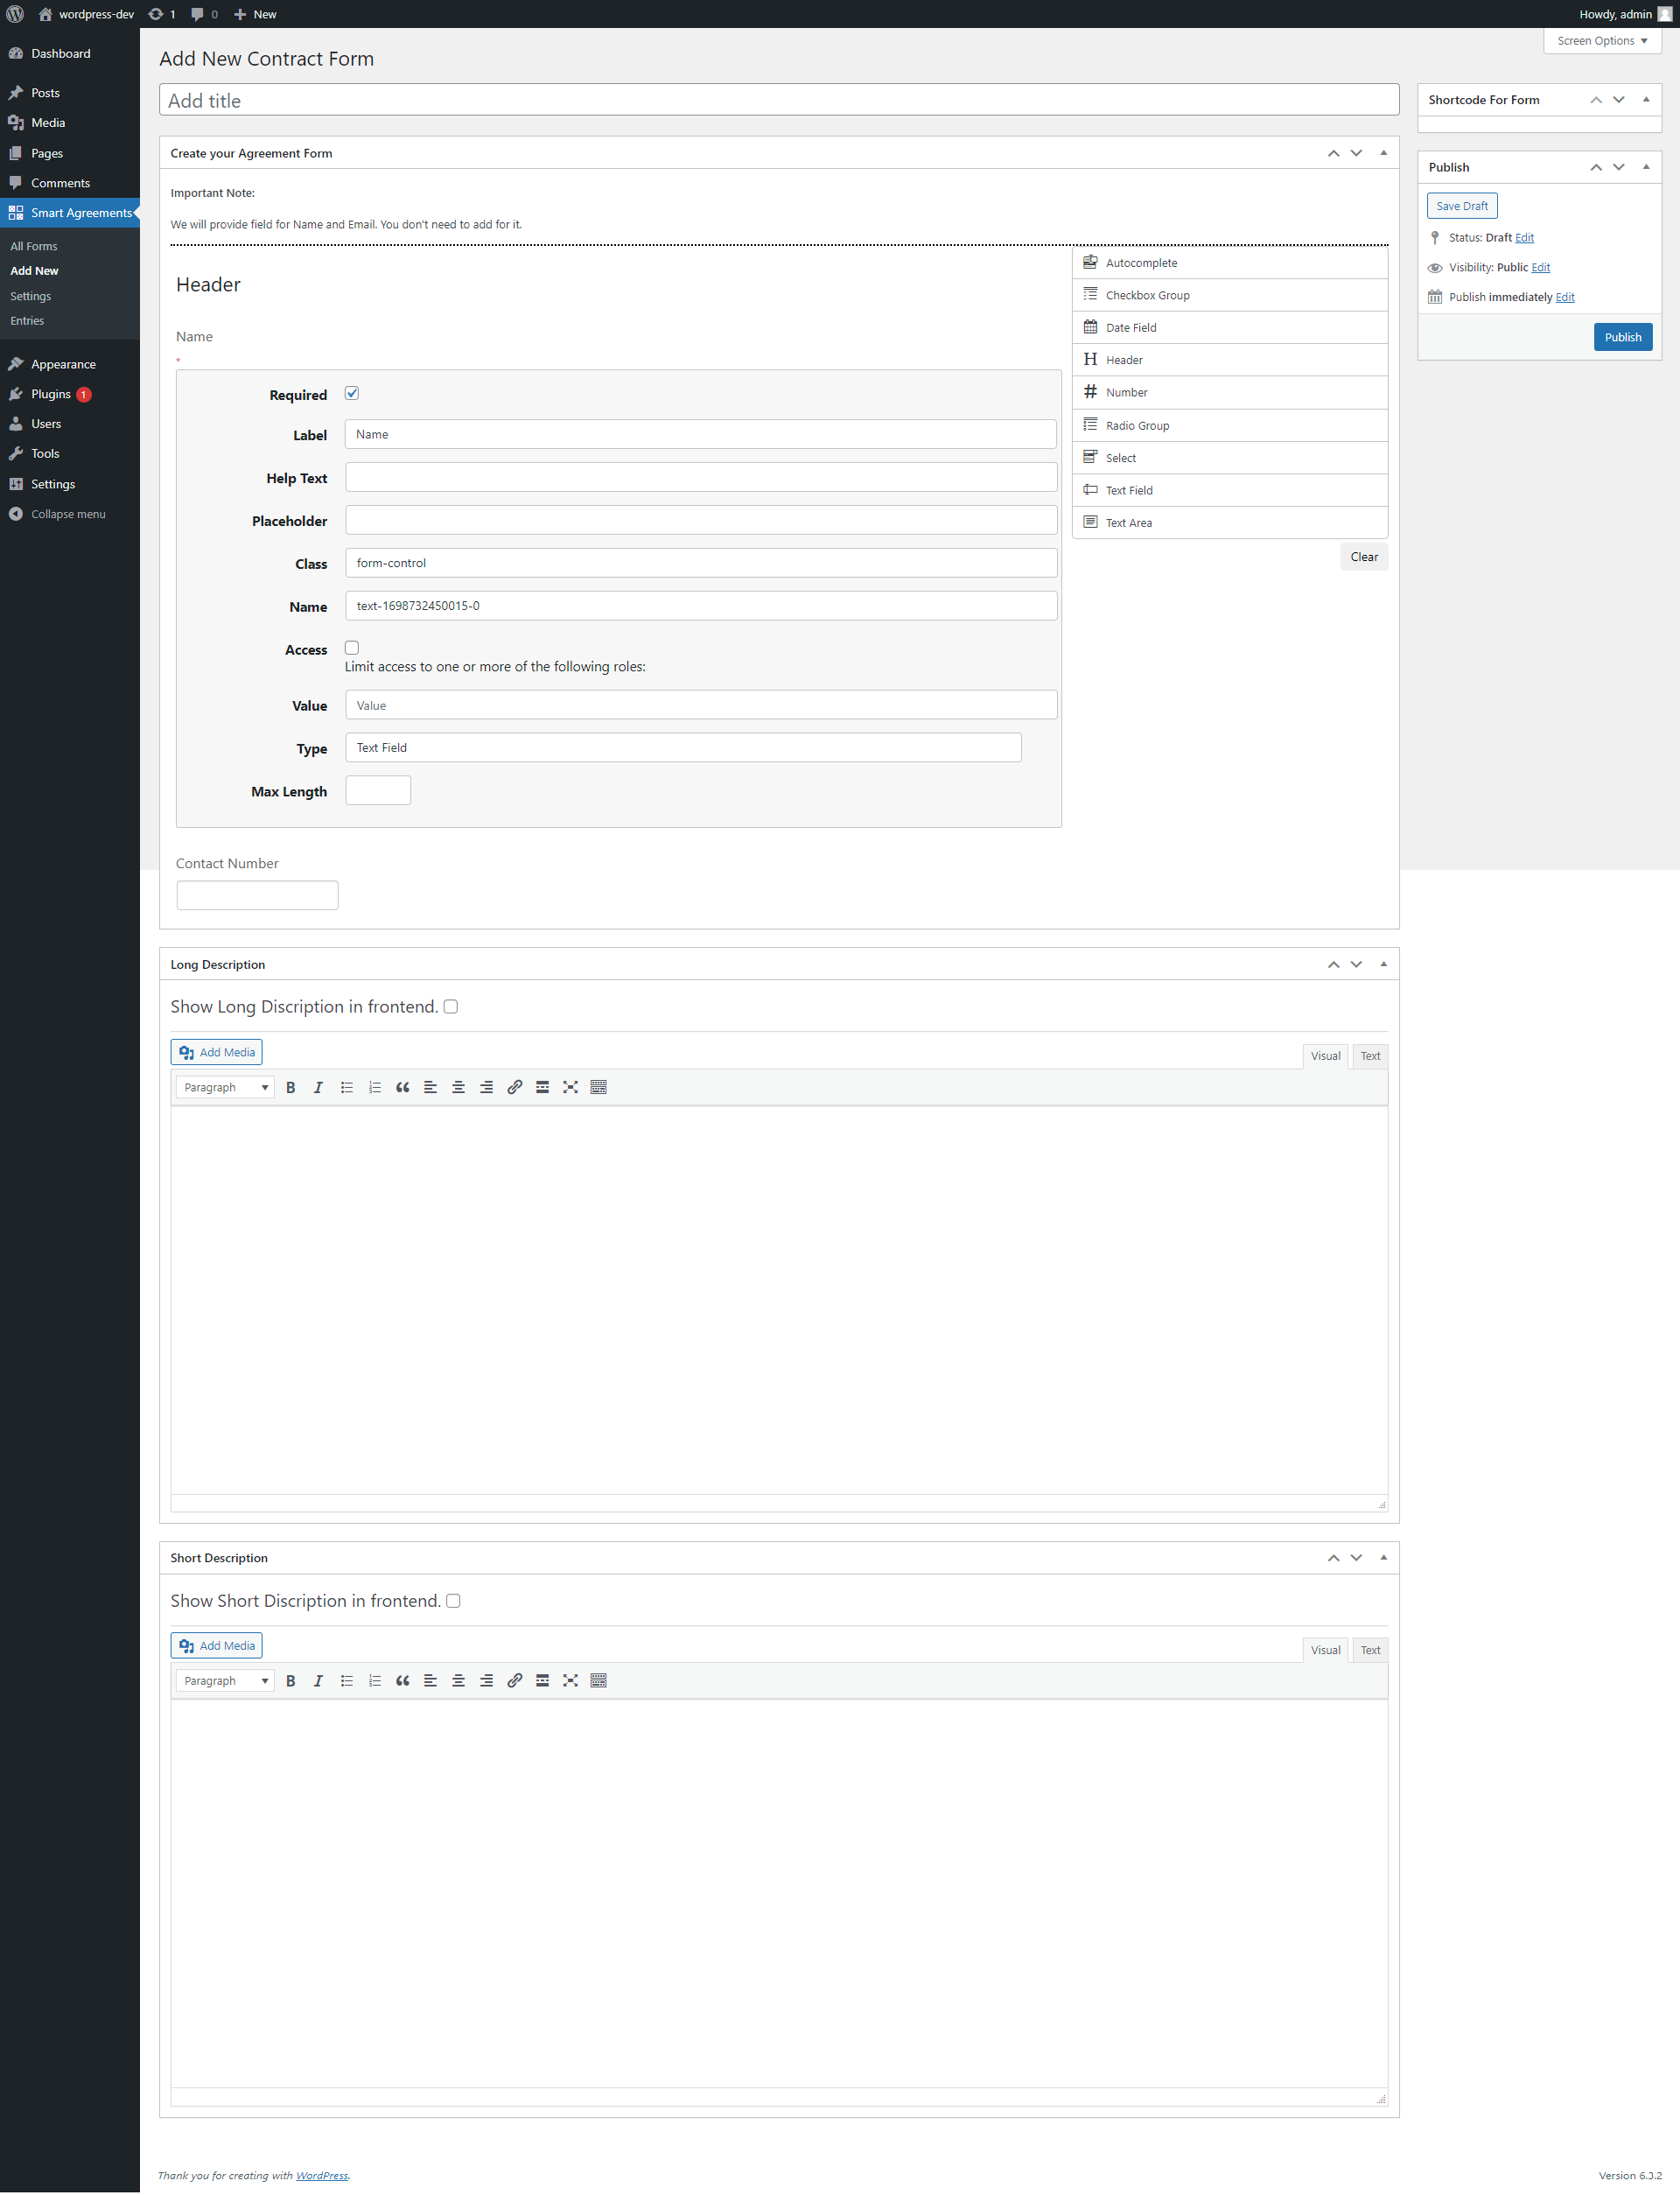 wordpress-dev 1 0 New Howdy, admin
Screen Options
Dashboard
Posts
Media
Pages
Comments
Smart Agreements
All Forms
Add New
Settings
Entries
Appearance
Plugins 1
Users
Tools
Settings
Collapse menu
Add New Contract Form
Add title
Create your Agreement Form
Important Note:
We will provide field for Name and Email. You don't need to add for it.
Header
Name
*
Required
Label Name
Help Text
Placeholder
Class form-control
Name text-1698732450015-0
Access
Limit access to one or more of the following roles:
Value Value
Type Text Field
Max Length
Contact Number
Autocomplete
Checkbox Group
Date Field
Header
Number
Radio Group
Select
Text Field
Text Area
Clear
Shortcode For Form
Publish
Save Draft
Status: Draft Edit
Visibility: Public Edit
Publish immediately Edit
Publish
Long Description
Show Long Discription in frontend.
Add Media
Visual Text
Paragraph
Short Description
Show Short Discription in frontend.
Add Media
Visual Text
Paragraph
Thank you for creating with WordPress.
Version 6.3.2